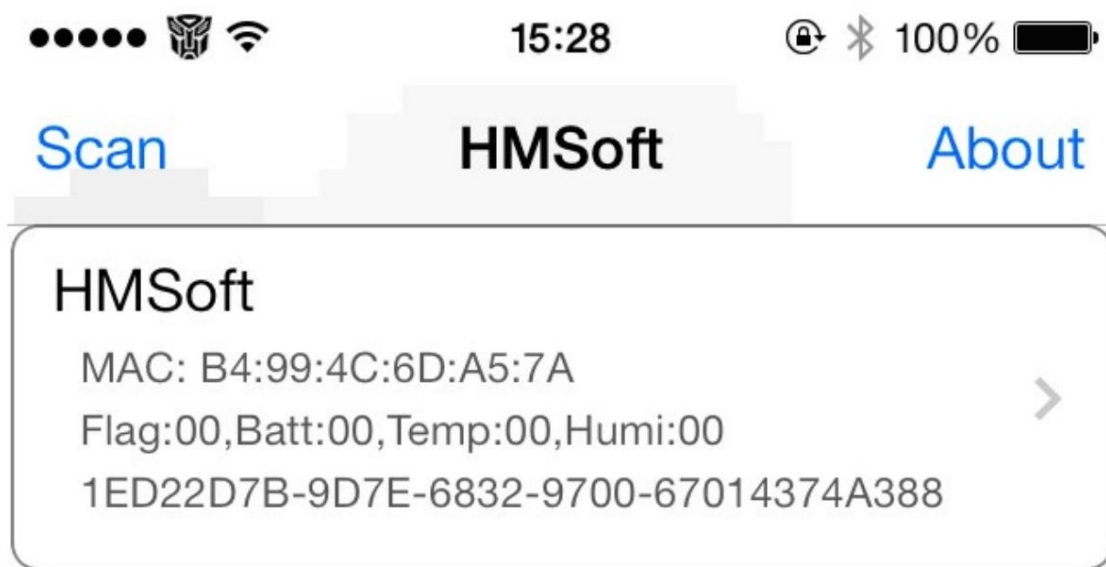 15:28 100%
Scan HMSoft About
HMSoft
MAC: B4:99:4C:6D:A5:7A
Flag:00,Batt:00,Temp:00,Humi:00
1ED22D7B-9D7E-6832-9700-67014374A388